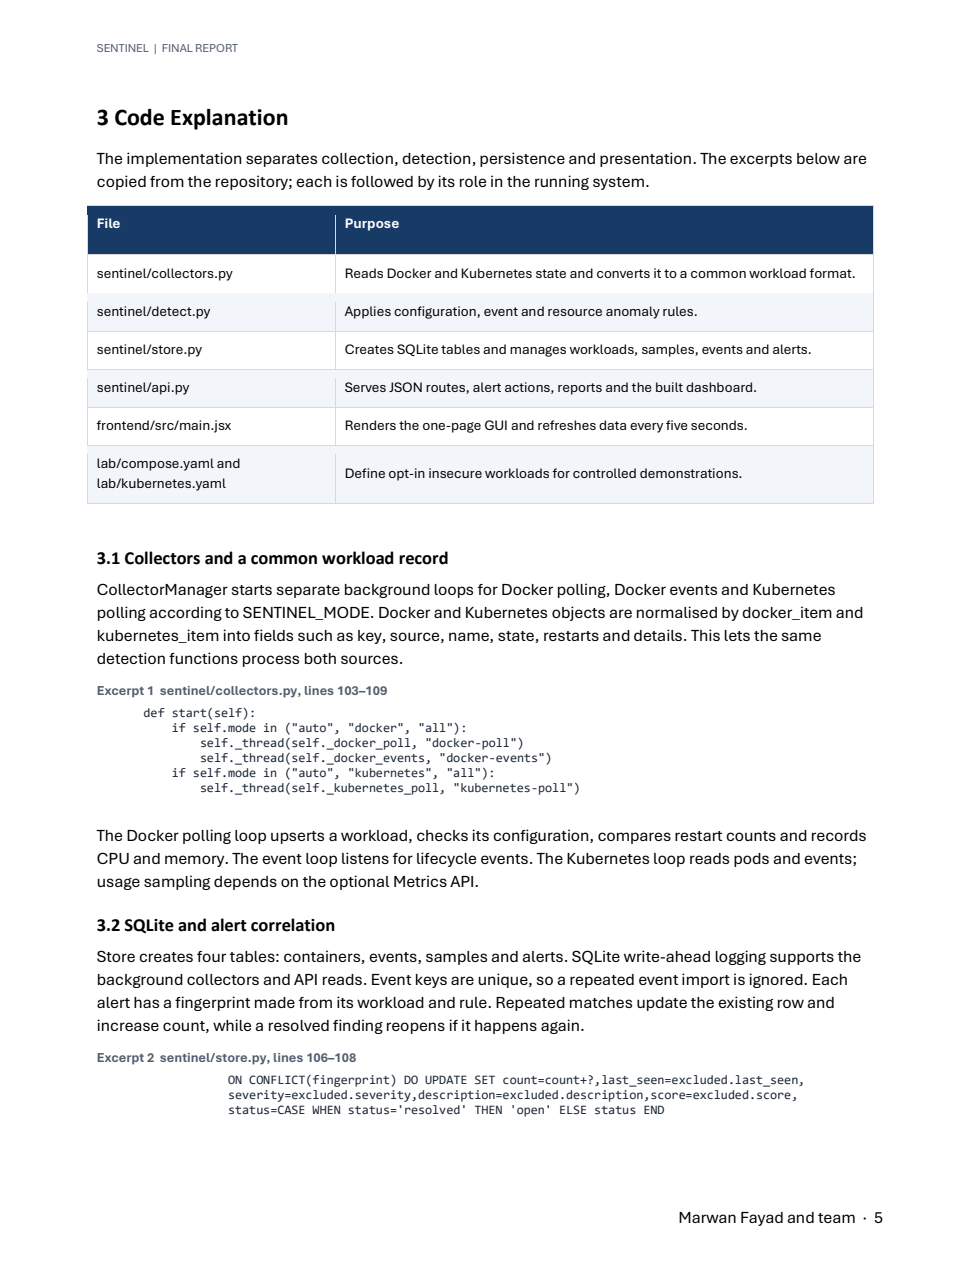 SENTINEL | FINAL REPORT
3 Code Explanation
The implementation separates collection, detection, persistence and presentation. The excerpts below are
copied from the repository; each is followed by its role in the running system.
File Purpose
sentinel/collectors.py Reads Docker and Kubernetes state and converts it to a common workload format.
sentinel/detect.py Applies configuration, event and resource anomaly rules.
sentinel/store.py Creates SQLite tables and manages workloads, samples, events and alerts.
sentinel/api.py Serves JSON routes, alert actions, reports and the built dashboard.
frontend/src/main.jsx Renders the one-page GUI and refreshes data every five seconds.
lab/compose.yaml and
lab/kubernetes.yaml Define opt-in insecure workloads for controlled demonstrations.
3.1 Collectors and a common workload record
CollectorManager starts separate background loops for Docker polling, Docker events and Kubernetes
polling according to SENTINEL_MODE. Docker and Kubernetes objects are normalised by docker_item and
kubernetes_item into fields such as key, source, name, state, restarts and details. This lets the same
detection functions process both sources.
Excerpt 1 sentinel/collectors.py, lines 103–109
def start(self):
if self.mode in ("auto", "docker", "all"):
self._thread(self._docker_poll, "docker-poll")
self._thread(self._docker_events, "docker-events")
if self.mode in ("auto", "kubernetes", "all"):
self._thread(self._kubernetes_poll, "kubernetes-poll")
The Docker polling loop upserts a workload, checks its configuration, compares restart counts and records
CPU and memory. The event loop listens for lifecycle events. The Kubernetes loop reads pods and events;
usage sampling depends on the optional Metrics API.
3.2 SQLite and alert correlation
Store creates four tables: containers, events, samples and alerts. SQLite write-ahead logging supports the
background collectors and API reads. Event keys are unique, so a repeated event import is ignored. Each
alert has a fingerprint made from its workload and rule. Repeated matches update the existing row and
increase count, while a resolved finding reopens if it happens again.
Excerpt 2 sentinel/store.py, lines 106–108
ON CONFLICT(fingerprint) DO UPDATE SET count=count+?,last_seen=excluded.last_seen,
severity=excluded.severity,description=excluded.description,score=excluded.score,
status=CASE WHEN status='resolved' THEN 'open' ELSE status END
Marwan Fayad and team · 5